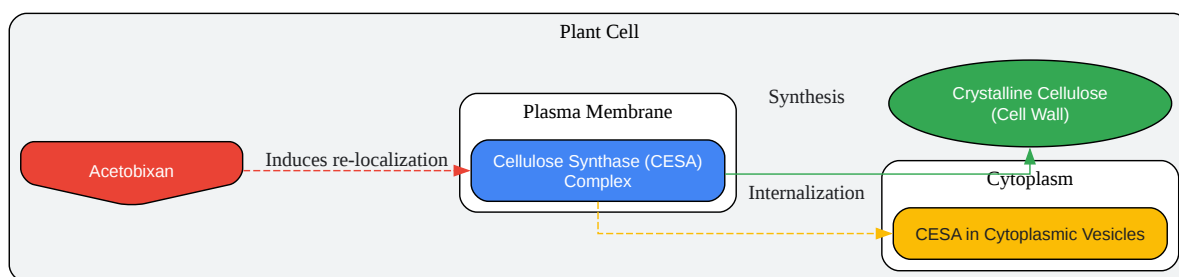 Plant Cell
Plasma Membrane
Synthesis
Crystalline Cellulose
(Cell Wall)
Acetobixan
Induces re-localization
Cellulose Synthase (CESA)
Complex
Internalization
Cytoplasm
CESA in Cytoplasmic Vesicles